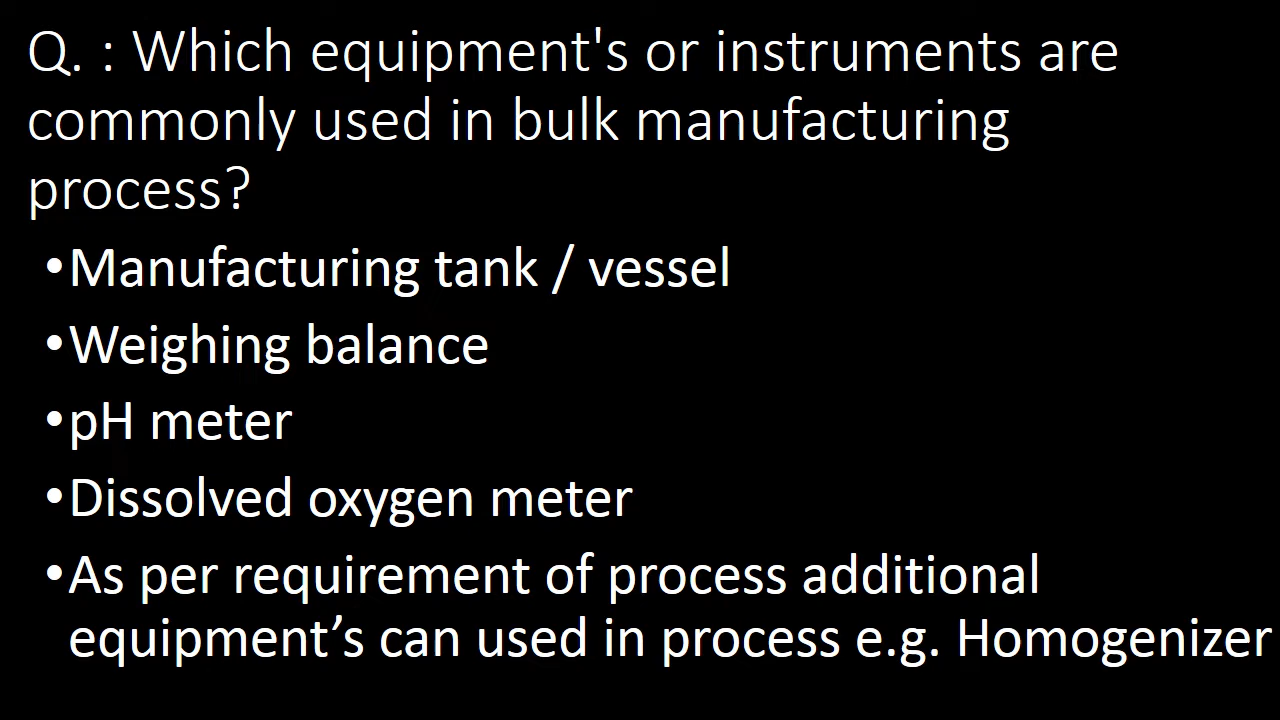 Q. : Which equipment's or instruments are
commonly used in bulk manufacturing
process?
•Manufacturing tank / vessel
•Weighing balance
•pH meter
•Dissolved oxygen meter
•As per requirement of process additional
equipment’s can used in process e.g. Homogenizer